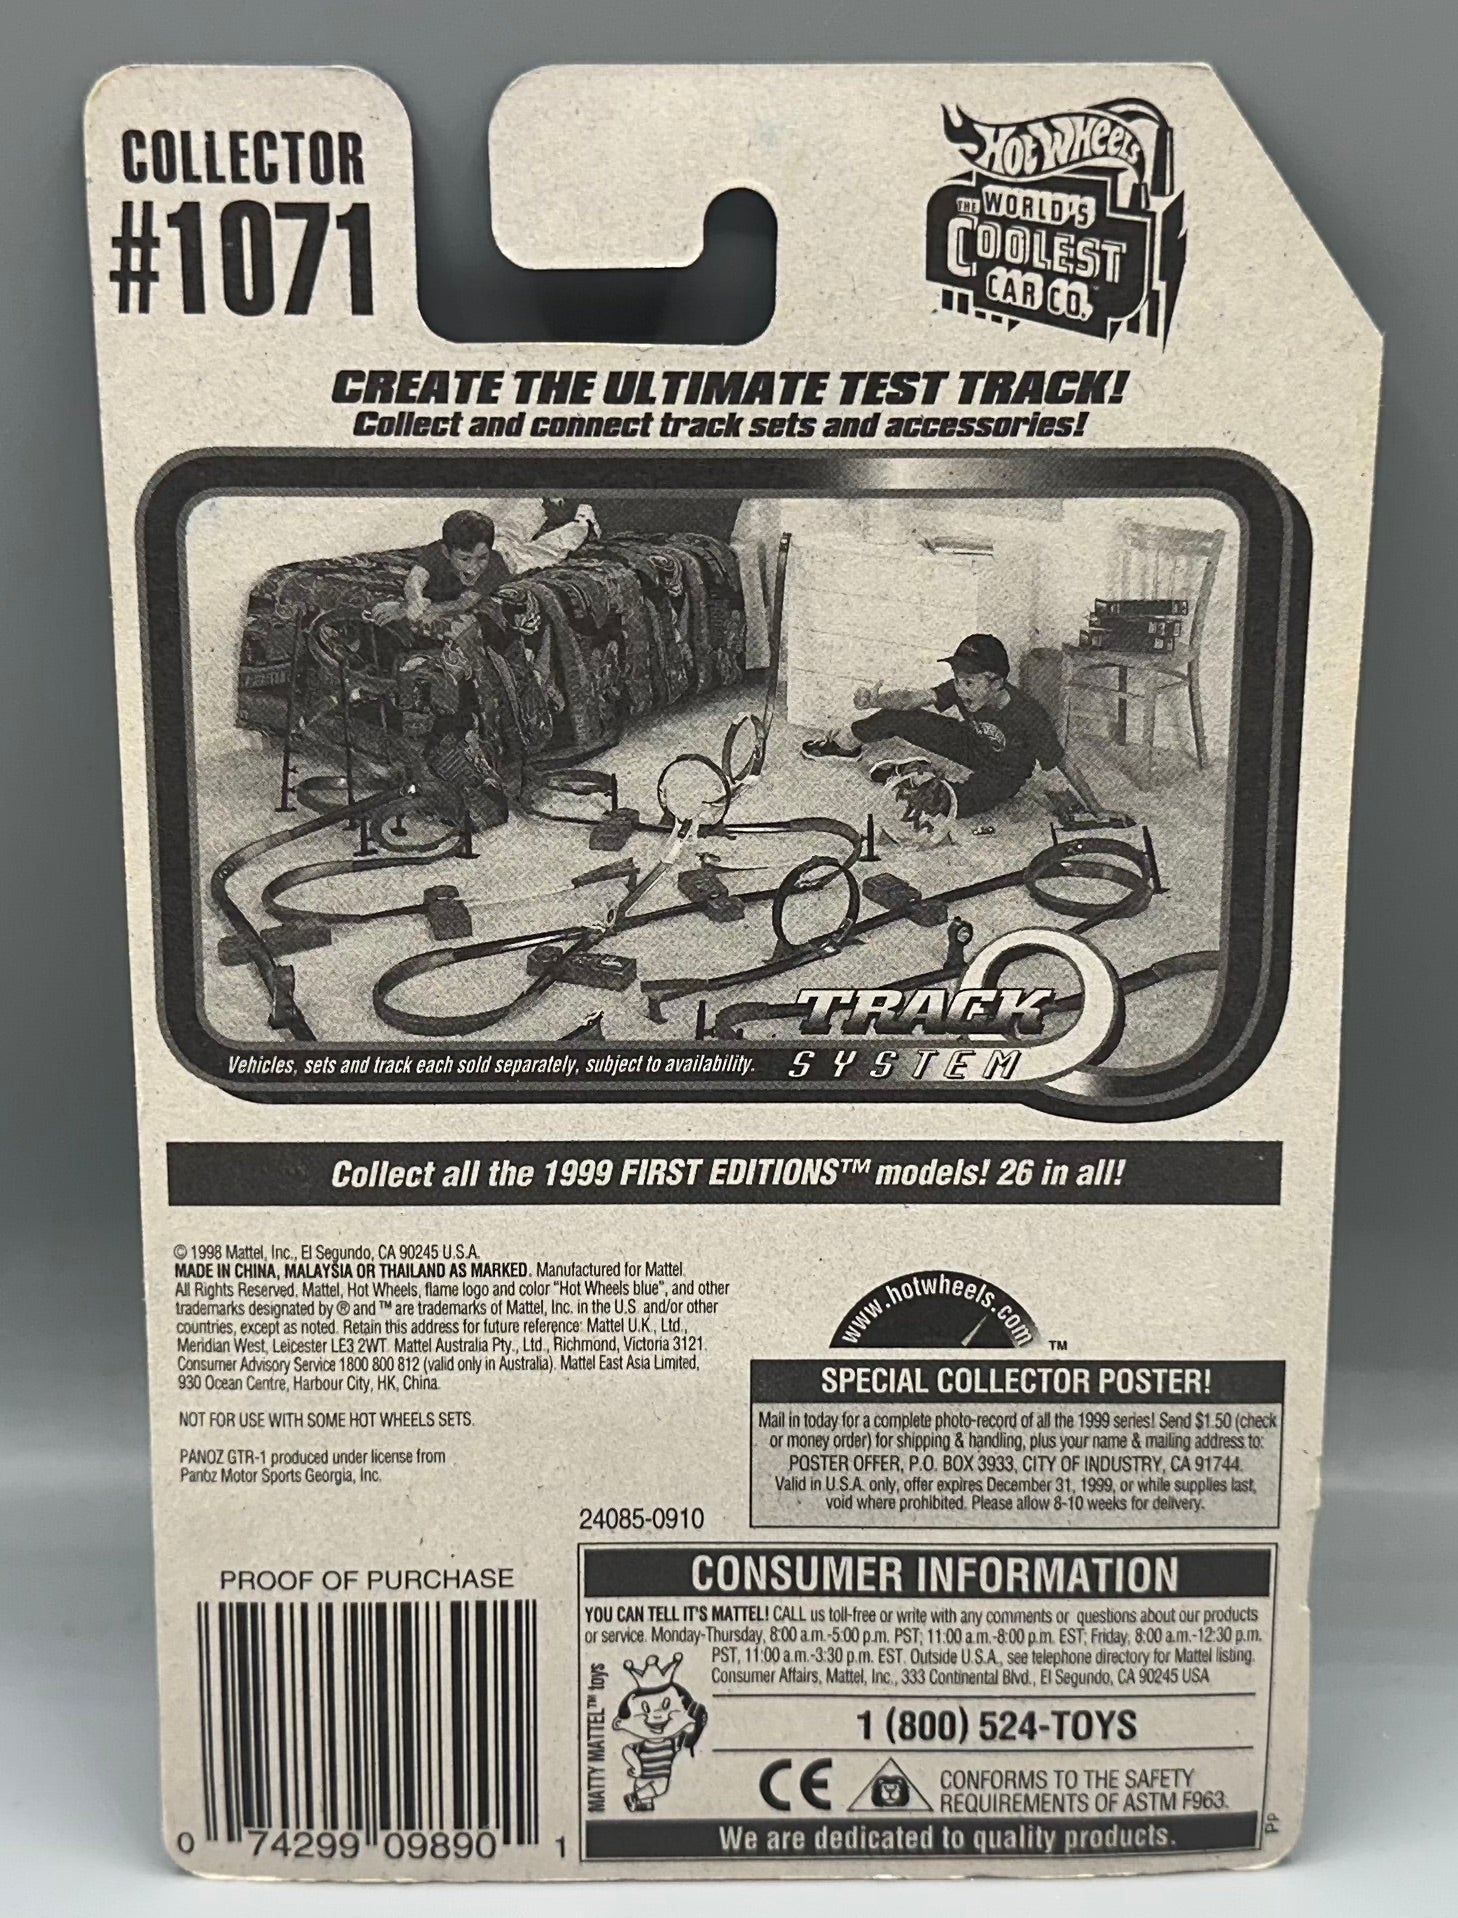 COLLECTOR
#1071
HOT WHEELS
THE WORLD'S
COOLEST
CAR CO.™
CREATE THE ULTIMATE TEST TRACK!
Collect and connect track sets and accessories!
TRACK
SYSTEM
Vehicles, sets and track each sold separately, subject to availability.
Collect all the 1999 FIRST EDITIONS™ models! 26 in all!
© 1998 Mattel, Inc., El Segundo, CA 90245 U.S.A.
MADE IN CHINA, MALAYSIA OR THAILAND AS MARKED. Manufactured for Mattel.
All Rights Reserved. Mattel, Hot Wheels, flame logo and color "Hot Wheels blue", and other
trademarks designated by ® and ™ are trademarks of Mattel, Inc. in the U.S. and/or other
countries, except as noted. Retain this address for future reference: Mattel U.K., Ltd.,
Meridian West, Leicester LE3 2WT. Mattel Australia Pty., Ltd., Richmond, Victoria 3121.
Consumer Advisory Service 1800 800 812 (valid only in Australia). Mattel East Asia Limited,
930 Ocean Centre, Harbour City, HK, China.
NOT FOR USE WITH SOME HOT WHEELS SETS.
PANOZ GTR-1 produced under license from
Panoz Motor Sports Georgia, Inc.
24085-0910
www.hotwheels.com
™
SPECIAL COLLECTOR POSTER!
Mail in today for a complete photo-record of all the 1999 series! Send $1.50 (check
or money order) for shipping & handling, plus your name & mailing address to:
POSTER OFFER, P.O. BOX 3933, CITY OF INDUSTRY, CA 91744.
Valid in U.S.A. only, offer expires December 31, 1999, or while supplies last,
void where prohibited. Please allow 8-10 weeks for delivery.
PROOF OF PURCHASE
0 74299 09890 1
CONSUMER INFORMATION
YOU CAN TELL IT'S MATTEL! CALL us toll-free or write with any comments or questions about our products
or service. Monday-Thursday, 8:00 a.m.-5:00 p.m. PST; 11:00 a.m.-8:00 p.m. EST; Friday, 8:00 a.m.-12:30 p.m.
PST, 11:00 a.m.-3:30 p.m. EST. Outside U.S.A., see telephone directory for Mattel listing.
Consumer Affairs, Mattel, Inc., 333 Continental Blvd., El Segundo, CA 90245 USA
MATTY MATTEL™ toys
1 (800) 524-TOYS
CE
CONFORMS TO THE SAFETY
REQUIREMENTS OF ASTM F963.
We are dedicated to quality products.
PP